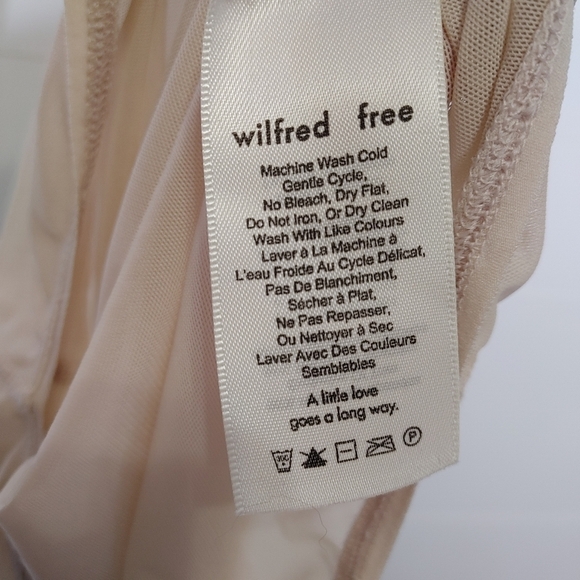 wilfred free
Machine Wash Cold
Gentle Cycle,
No Bleach, Dry Flat,
Do Not Iron, Or Dry Clean
Wash With Like Colours
Laver à La Machine à
L'eau Froide Au Cycle Délicat,
Pas De Blanchiment,
Sécher à Plat,
Ne Pas Repasser,
Ou Nettoyer à Sec
Laver Avec Des Couleurs
Semblables
A little love
goes a long way.
P